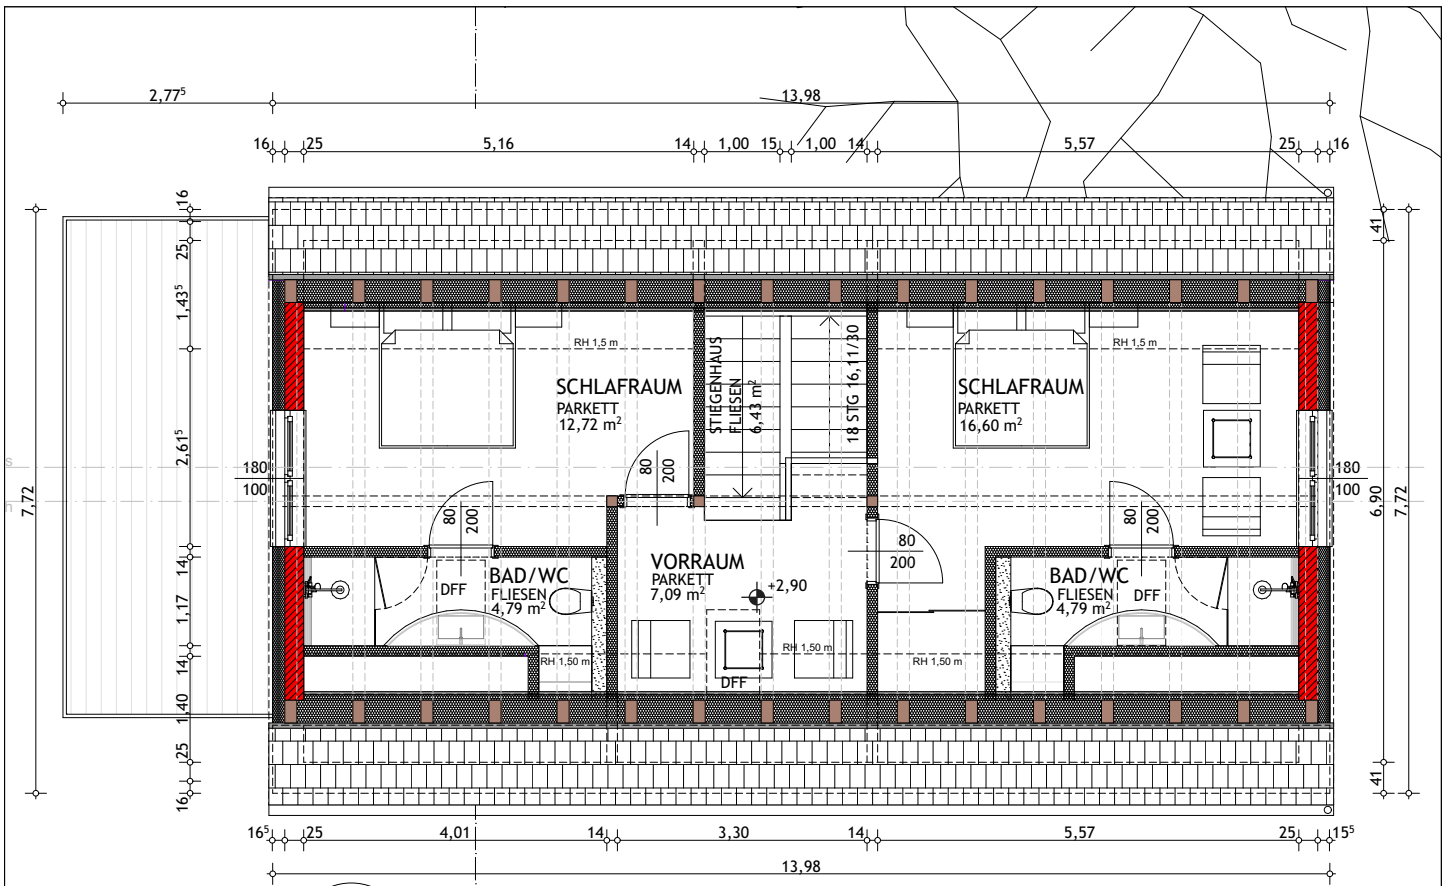 2,77⁵
13,98
16 25 5,16 14 1,00 15 1,00 14 5,57 25 16
16
25
1,43⁵
2,61⁵
14
1,17
14
1,40
25
16
7,72
41
6,90
7,72
41
RH 1,5 m
RH 1,5 m
SCHLAFRAUM
PARKETT
12,72 m²
STIEGENHAUS
FLIESEN
6,43 m²
18 STG 16,11/30
SCHLAFRAUM
PARKETT
16,60 m²
180
100
180
100
80
200
80
200
80
200
80
200
BAD/WC
FLIESEN
4,79 m²
DFF
VORRAUM
PARKETT
7,09 m²
+2,90
BAD/WC
FLIESEN
4,79 m²
DFF
RH 1,50 m
RH 1,50 m
RH 1,50 m
DFF
s
n
16⁵ 25 4,01 14 3,30 14 5,57 25 15⁵
13,98